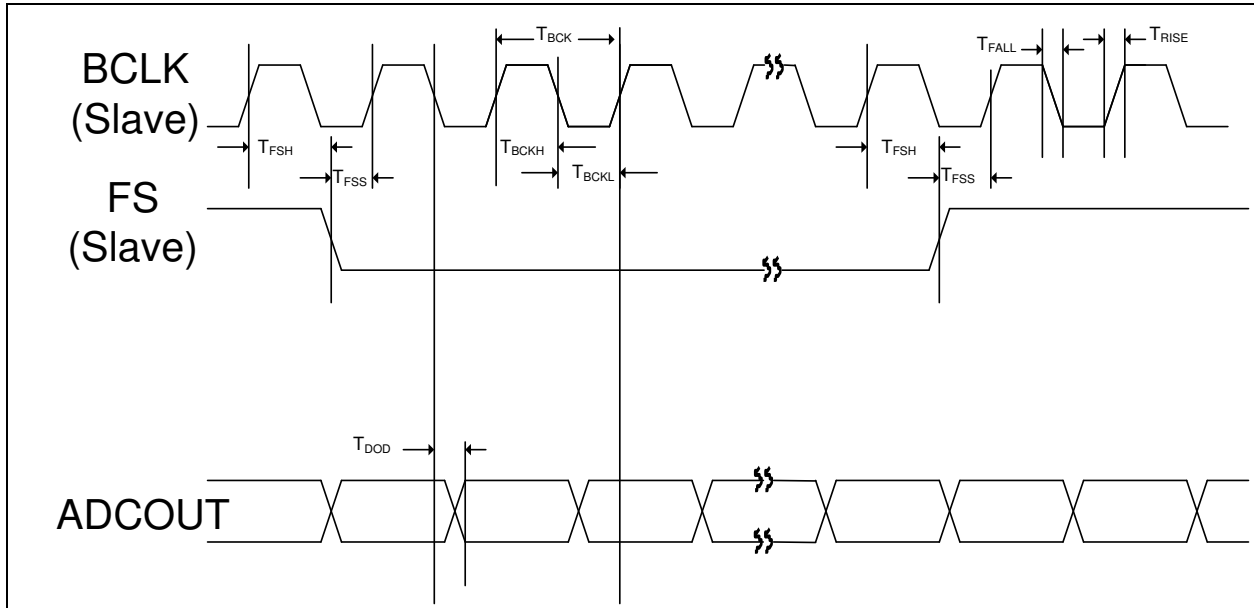 BCLK
(Slave)
TBCK
TFALL
TRISE
TFSH
TFSS
TBCKH
TBCKL
TFSH
TFSS
FS
(Slave)
TDOD
ADCOUT